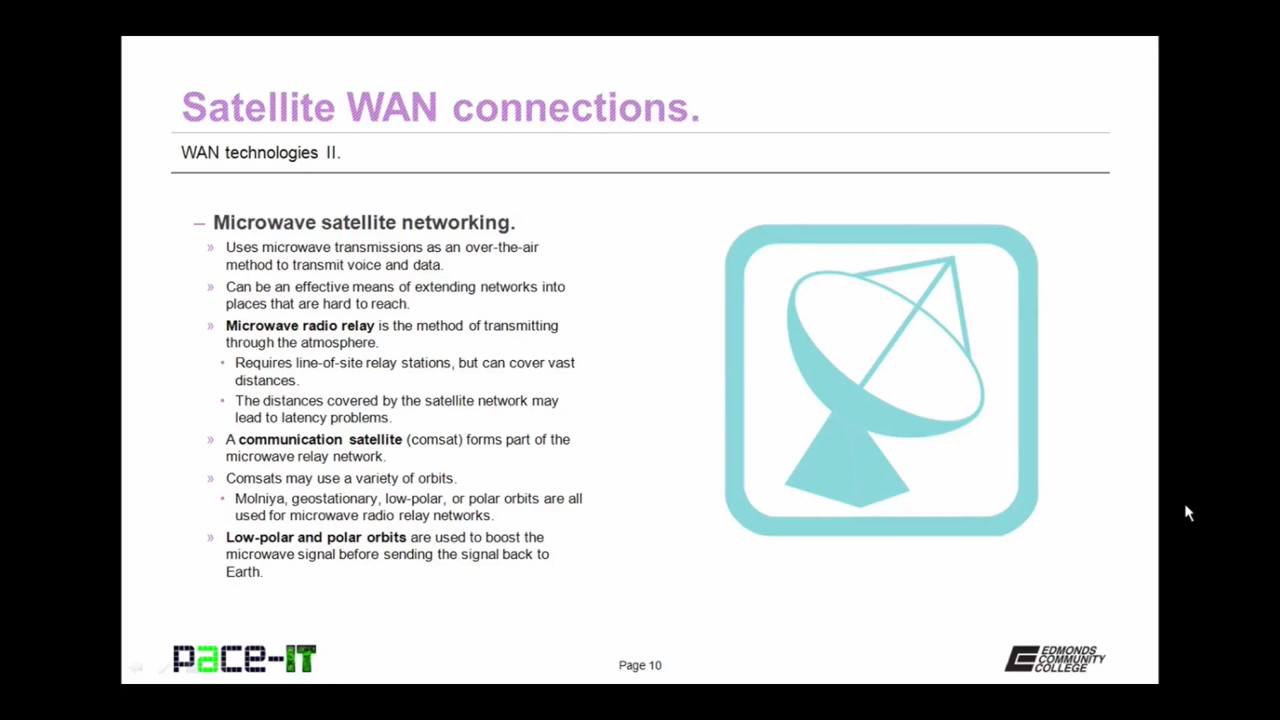 Satellite WAN connections.
WAN technologies II.
– Microwave satellite networking.
» Uses microwave transmissions as an over-the-air
method to transmit voice and data.
» Can be an effective means of extending networks into
places that are hard to reach.
» Microwave radio relay is the method of transmitting
through the atmosphere.
• Requires line-of-site relay stations, but can cover vast
distances.
• The distances covered by the satellite network may
lead to latency problems.
» A communication satellite (comsat) forms part of the
microwave relay network.
» Comsats may use a variety of orbits.
• Molniya, geostationary, low-polar, or polar orbits are all
used for microwave radio relay networks.
» Low-polar and polar orbits are used to boost the
microwave signal before sending the signal back to
Earth.
pace-IT
Page 10
EDMONDS
COMMUNITY
COLLEGE